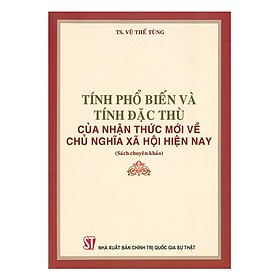 TS. VŨ THẾ TÙNG
TÍNH PHỔ BIẾN VÀ
TÍNH ĐẶC THÙ
CỦA NHẬN THỨC MỚI VỀ
CHỦ NGHĨA XÃ HỘI HIỆN NAY
(Sách chuyên khảo)
ST
NHÀ XUẤT BẢN CHÍNH TRỊ QUỐC GIA SỰ THẬT